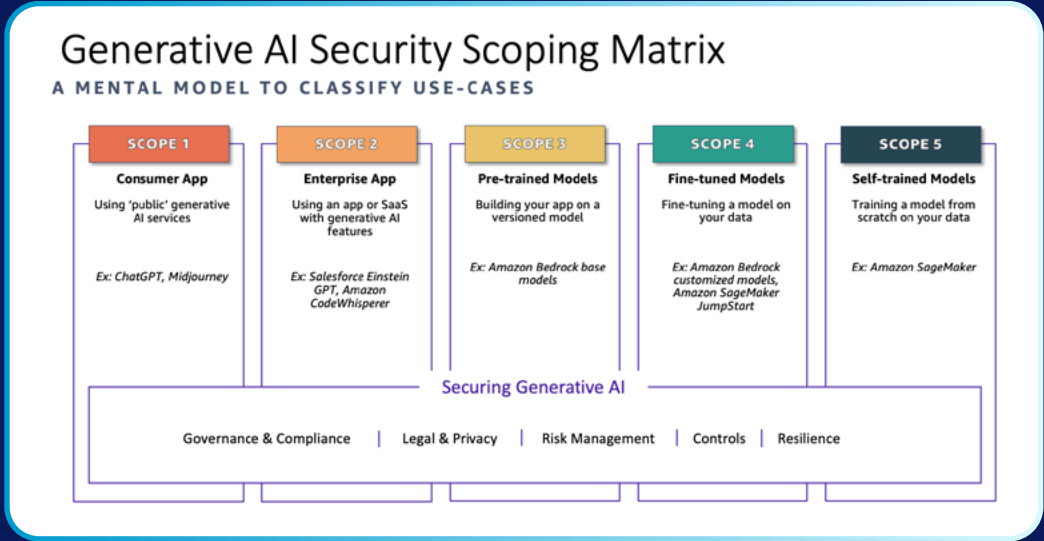 Generative AI Security Scoping Matrix
A MENTAL MODEL TO CLASSIFY USE-CASES
SCOPE 1
Consumer App
Using ‘public’ generative
AI services
Ex: ChatGPT, Midjourney
SCOPE 2
Enterprise App
Using an app or SaaS
with generative AI
features
Ex: Salesforce Einstein
GPT, Amazon
CodeWhisperer
SCOPE 3
Pre-trained Models
Building your app on a
versioned model
Ex: Amazon Bedrock base
models
SCOPE 4
Fine-tuned Models
Fine-tuning a model on
your data
Ex: Amazon Bedrock
customized models,
Amazon SageMaker
JumpStart
SCOPE 5
Self-trained Models
Training a model from
scratch on your data
Ex: Amazon SageMaker
Securing Generative AI
Governance & Compliance | Legal & Privacy | Risk Management | Controls | Resilience